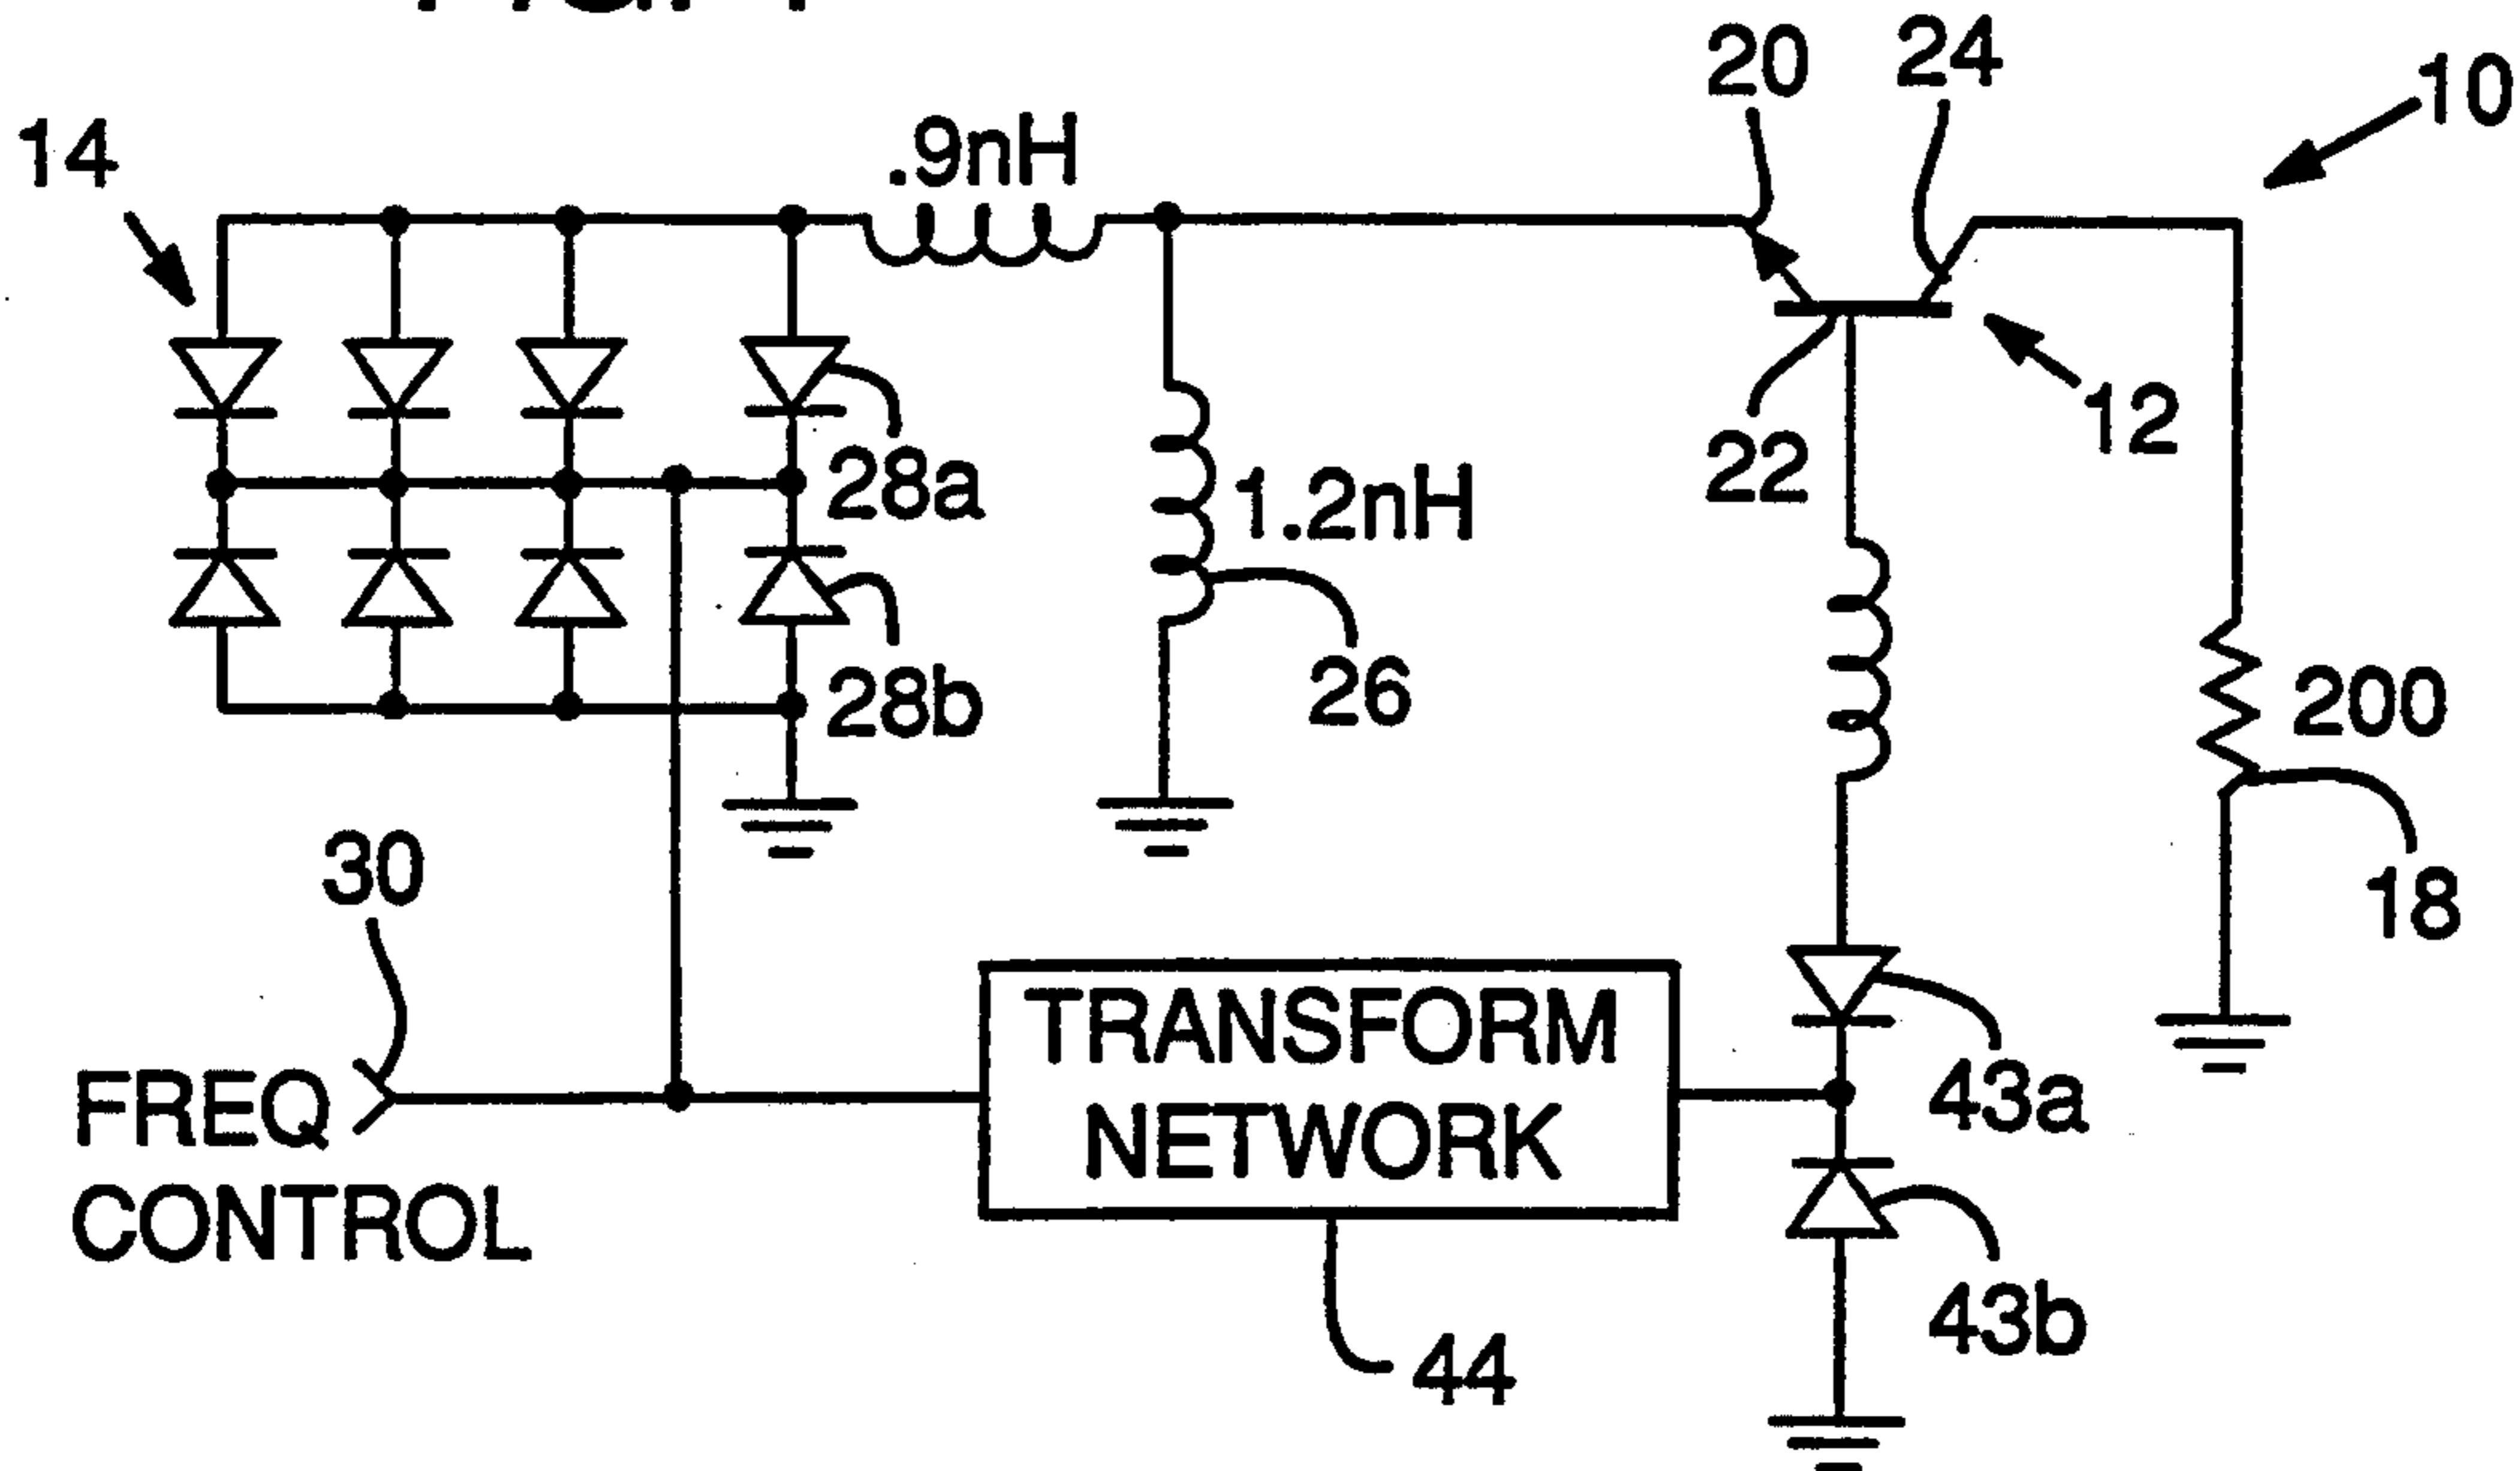 20
24
10
14
.9nH
12
22
28a
1.2nH
28b
26
200
18
30
FREQ
CONTROL
TRANSFORM
NETWORK
43a
43b
44